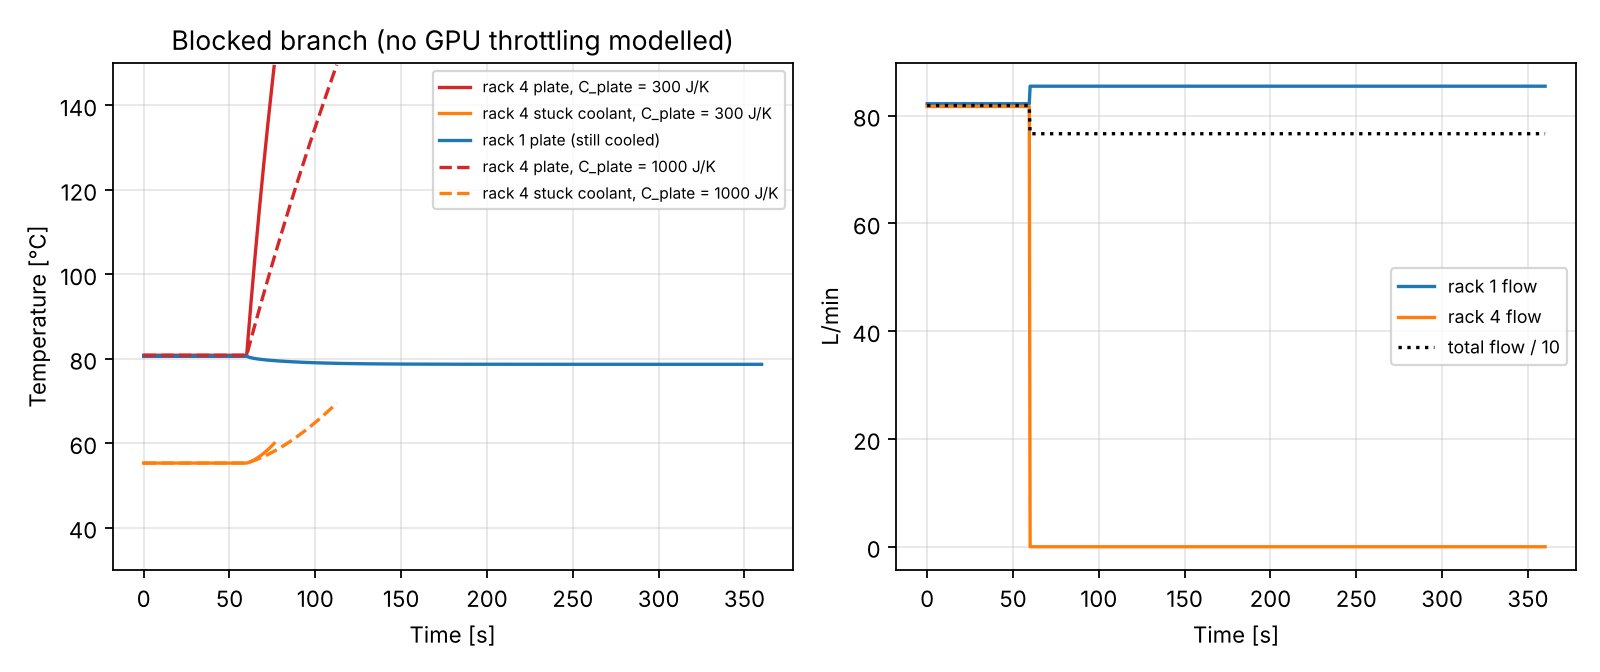 Blocked branch (no GPU throttling modelled)
Temperature [°C]
140
120
100
80
60
40
rack 4 plate, C_plate = 300 J/K
rack 4 stuck coolant, C_plate = 300 J/K
rack 1 plate (still cooled)
rack 4 plate, C_plate = 1000 J/K
rack 4 stuck coolant, C_plate = 1000 J/K
0 50 100 150 200 250 300 350
Time [s]
L/min
80
60
40
20
0
rack 1 flow
rack 4 flow
total flow / 10
0 50 100 150 200 250 300 350
Time [s]